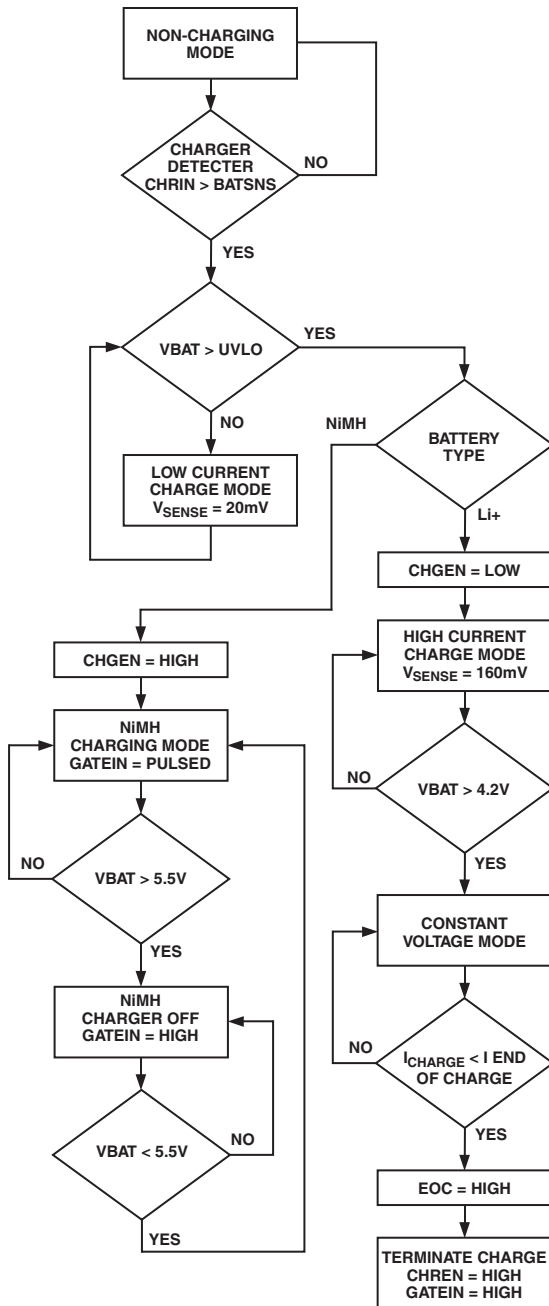 NON-CHARGING
MODE
CHARGER
DETECTER
CHRIN > BATSNS
NO
YES
VBAT > UVLO
YES
NO
LOW CURRENT
CHARGE MODE
VSENSE = 20mV
NiMH
BATTERY
TYPE
Li+
CHGEN = LOW
HIGH CURRENT
CHARGE MODE
VSENSE = 160mV
NO
VBAT > 4.2V
YES
CONSTANT
VOLTAGE MODE
NO
ICHARGE < I END
OF CHARGE
YES
EOC = HIGH
TERMINATE CHARGE
CHREN = HIGH
GATEIN = HIGH
CHGEN = HIGH
NiMH
CHARGING MODE
GATEIN = PULSED
NO
VBAT > 5.5V
YES
NiMH
CHARGER OFF
GATEIN = HIGH
NO
VBAT < 5.5V
YES